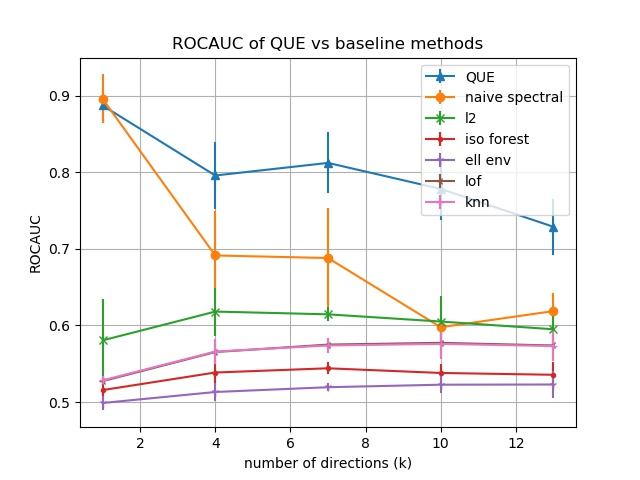 ROCAUC of QUE vs baseline methods
QUE
naive spectral
l2
iso forest
ell env
lof
knn
ROCAUC
0.9
0.8
0.7
0.6
0.5
2 4 6 8 10 12
number of directions (k)